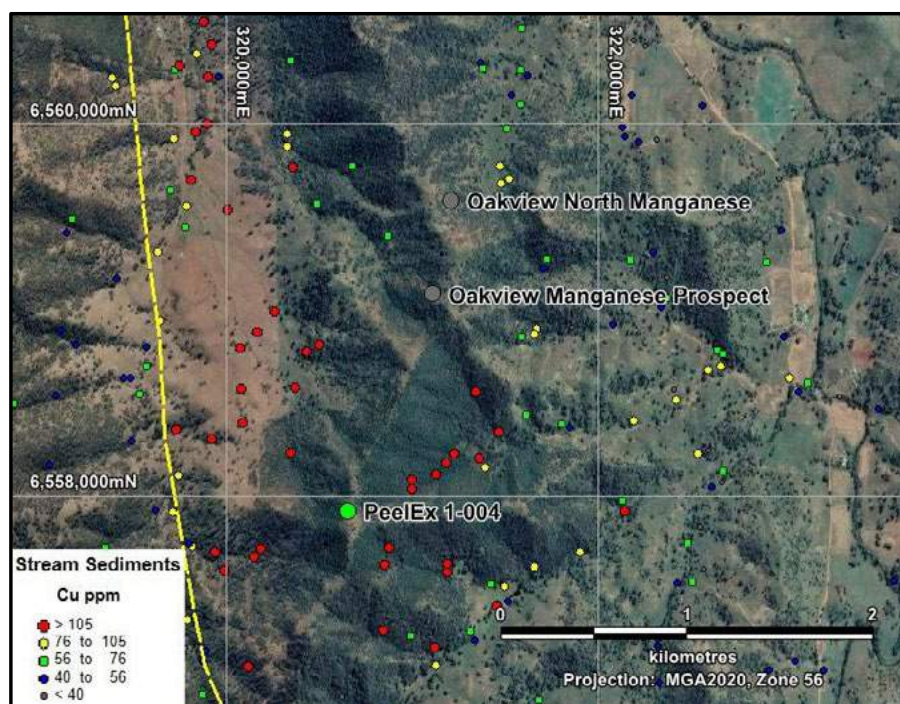 320,000mE
322,000mE
6,560,000mN
Oakview North Manganese
Oakview Manganese Prospect
6,558,000mN
PeelEx 1-004
Stream Sediments
Cu ppm
> 105
76 to 105
56 to 76
40 to 56
< 40
0 1 2
kilometres
Projection: MGA2020, Zone 56